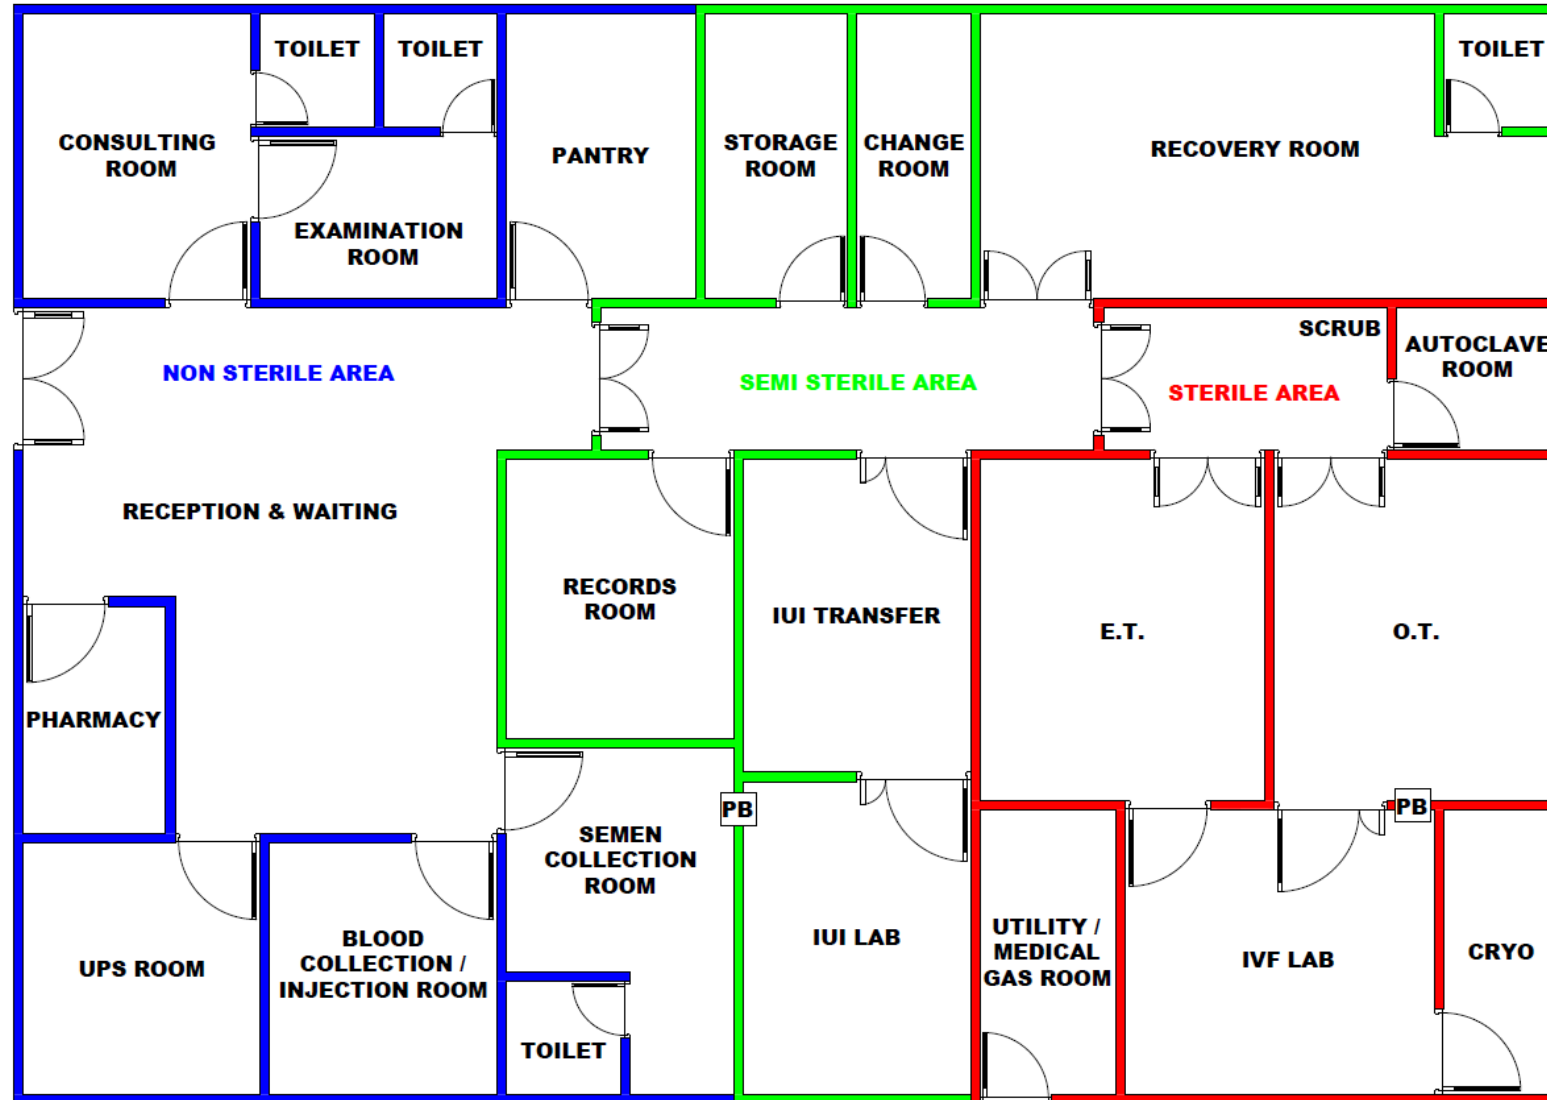 TOILET
TOILET
TOILET
CONSULTING
ROOM
PANTRY
STORAGE
ROOM
CHANGE
ROOM
RECOVERY ROOM
EXAMINATION
ROOM
SCRUB
AUTOCLAVE
ROOM
NON STERILE AREA
SEMI STERILE AREA
STERILE AREA
RECEPTION & WAITING
RECORDS
ROOM
IUI TRANSFER
E.T.
O.T.
PHARMACY
PB
PB
SEMEN
COLLECTION
ROOM
UPS ROOM
BLOOD
COLLECTION /
INJECTION ROOM
IUI LAB
UTILITY /
MEDICAL
GAS ROOM
IVF LAB
CRYO
TOILET